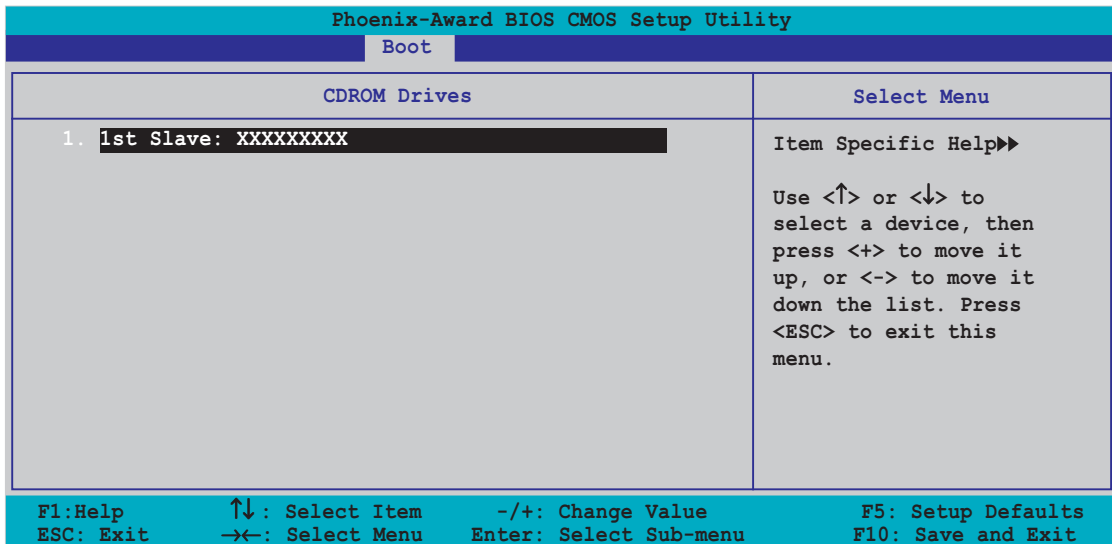 Phoenix-Award BIOS CMOS Setup Utility
Boot
CDROM Drives
Select Menu
1. 1st Slave: XXXXXXXXX
Item Specific Help▶▶
Use <↑> or <↓> to
select a device, then
press <+> to move it
up, or <-> to move it
down the list. Press
<ESC> to exit this
menu.
F1:Help ↑↓: Select Item -/+: Change Value F5: Setup Defaults
ESC: Exit →←: Select Menu Enter: Select Sub-menu F10: Save and Exit